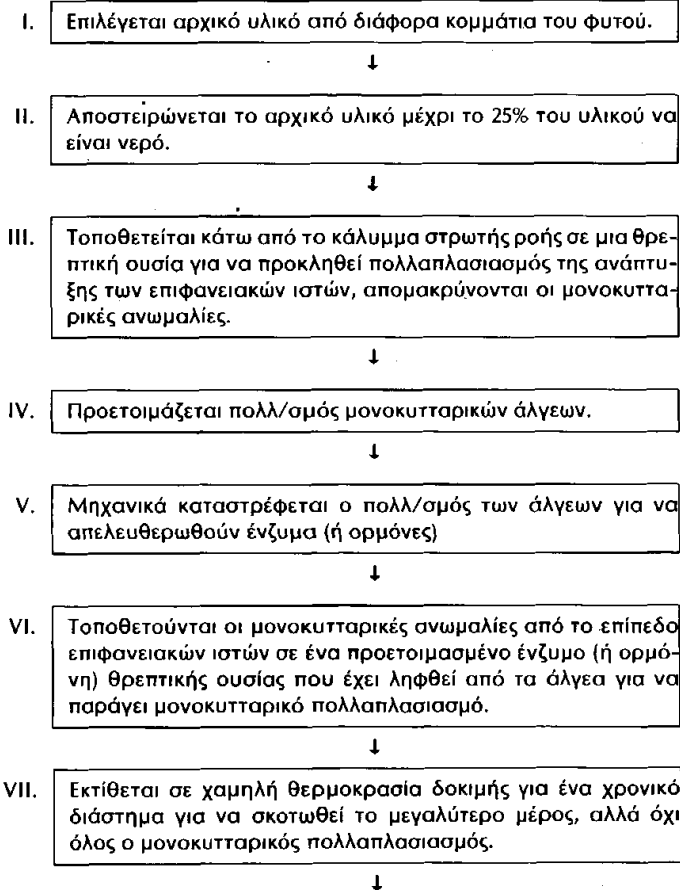 I. Επιλέγεται αρχικό υλικό από διάφορα κομμάτια του φυτού.
↓
II. Αποστειρώνεται το αρχικό υλικό μέχρι το 25% του υλικού να
είναι νερό.
↓
III. Τοποθετείται κάτω από το κάλυμμα στρωτής ροής σε μια θρε-
πτική ουσία για να προκληθεί πολλαπλασιασμός της ανάπτυ-
ξης των επιφανειακών ιστών, απομακρύνονται οι μονοκυττα-
ρικές ανωμαλίες.
↓
IV. Προετοιμάζεται πολλ/σμός μονοκυτταρικών άλγεων.
↓
V. Μηχανικά καταστρέφεται ο πολλ/σμός των άλγεων για να
απελευθερωθούν ένζυμα (ή ορμόνες)
↓
VI. Τοποθετούνται οι μονοκυτταρικές ανωμαλίες από το επίπεδο
επιφανειακών ιστών σε ένα προετοιμασμένο ένζυμο (ή ορμό-
νη) θρεπτικής ουσίας που έχει ληφθεί από τα άλγεα για να
παράγει μονοκυτταρικό πολλαπλασιασμό.
↓
VII. Εκτίθεται σε χαμηλή θερμοκρασία δοκιμής για ένα χρονικό
διάστημα για να σκοτωθεί το μεγαλύτερο μέρος, αλλά όχι
όλος ο μονοκυτταρικός πολλαπλασιασμός.
↓